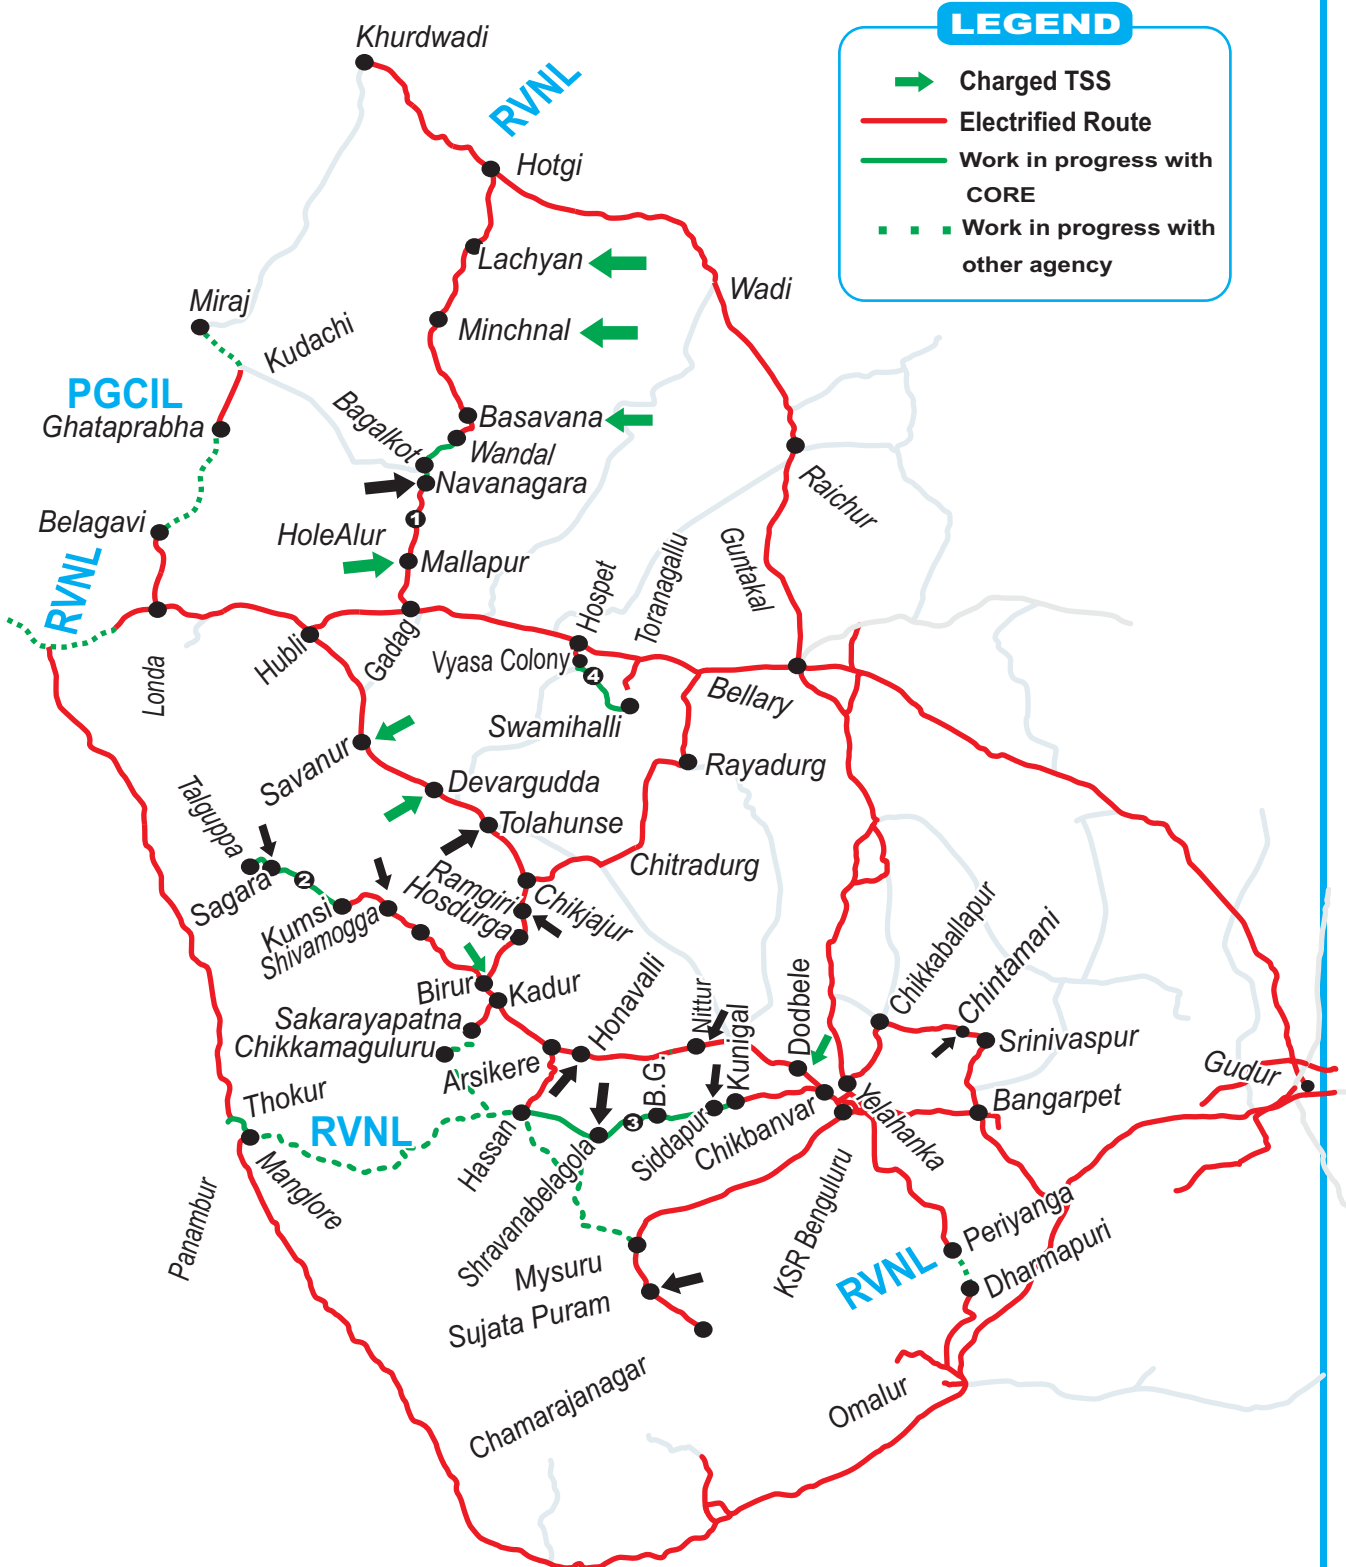 LEGEND
Charged TSS
Electrified Route
Work in progress with
CORE
Work in progress with
other agency
Khurdwadi
RVNL
Hotgi
Lachyan
Wadi
Miraj
Minchnal
Kudachi
PGCIL
Ghataprabha
Basavana
Bagalkot
Wandal
Navanagara
Raichur
Belagavi
1
HoleAlur
Mallapur
RVNL
Hospet
Toranagallu
Guntakal
Londa
Hubli
Gadag
Vyasa Colony
4
Bellary
Swamihalli
Savanur
Rayadurg
Devargudda
Talguppa
Tolahunse
Sagara
2
Chitradurg
Ramgiri
Hosdurga
Chikjajur
Kumsi
Shivamogga
Chikkaballapur
Chintamani
Birur
Kadur
Honavalli
Nittur
Dodbele
Sakarayapatna
Chikkamaguluru
Srinivaspur
Arsikere
Kunigal
B.G.
Gudur
Thokur
RVNL
Bangarpet
Yelahanka
3
Hassan
Siddapur
Chikbanvar
Manglore
Panambur
Shravanabelagola
KSR Benguluru
Periyanga
Mysuru
RVNL
Dharmapuri
Sujata Puram
Chamarajanagar
Omalur